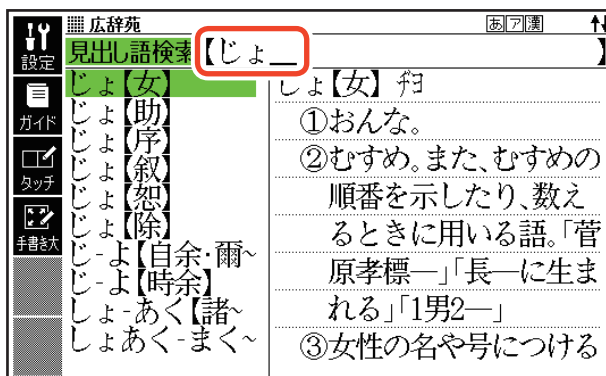 広辞苑
あ ア 漢
見出し語検索【じょ__ 】
設定
ガイド
タッチ
手書き大
じょ【女】
じょ【助】
じょ【序】
じょ【叙】
じょ【恕】
じょ【除】
じ-よ【自余·爾~
じ-よ【時余】
しょ-あく【諸~
しょあく-まく~
じょ【女】ヂヨ
①おんな。
②むすめ。また、むすめの
順番を示したり、数え
るときに用いる語。「菅
原孝標―」「長―に生ま
れる」「1男2―」
③女性の名や号につける